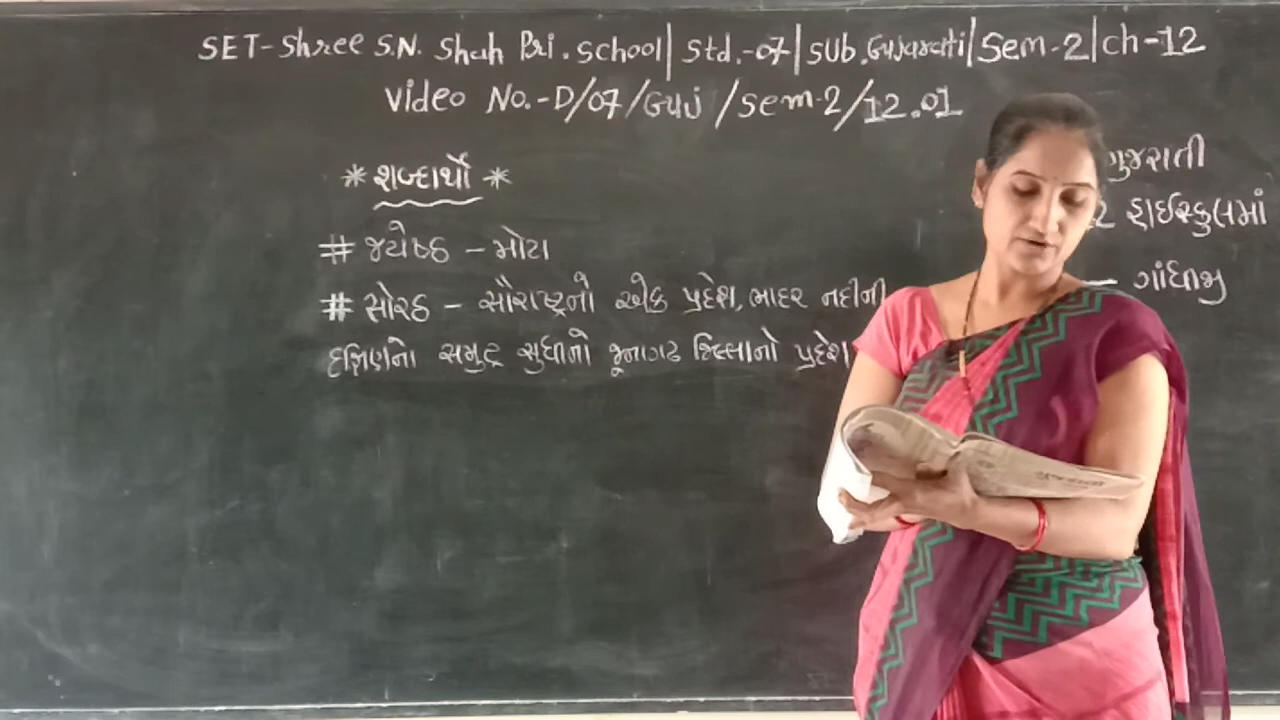 SET-Shree S.N. Shah Pri. School | Std.-07 | Sub. Gujarati | Sem-2 | ch-12
Video No.-D/07/Guj/Sem-2/12.01
ગુજરાતી
હાઈસ્કુલમાં
— ગાંધીજી
* શબ્દાર્થો *
# જ્યેષ્ઠ - મોટા
# સોરઠ - સૌરાષ્ટ્રનો એક પ્રદેશ, ભાદર નદીની
દક્ષિણનો સમુદ્ર સુધીનો જૂનાગઢ જિલ્લાનો પ્રદેશ